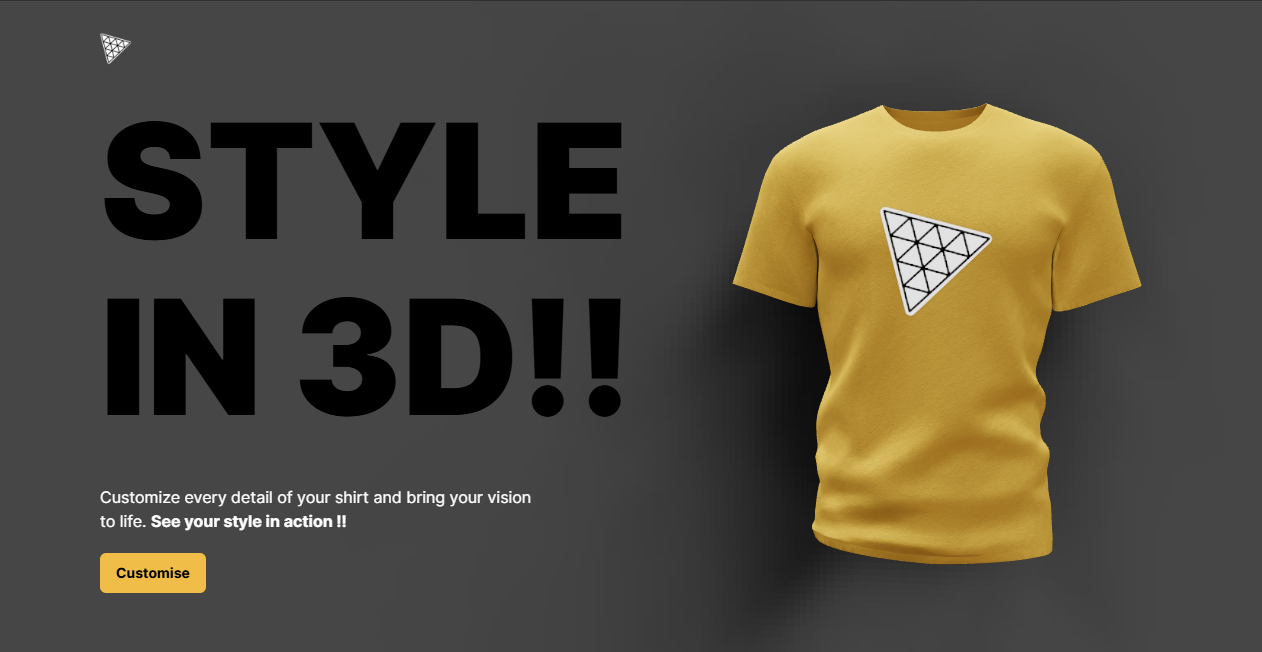 STYLE
IN 3D!!
Customize every detail of your shirt and bring your vision
to life. See your style in action !!
Customise